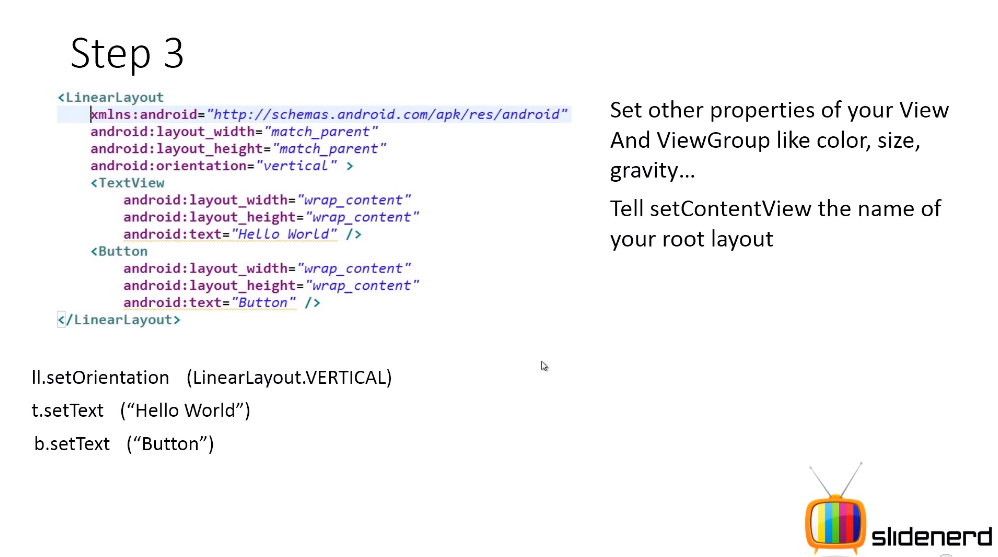 Step 3
<LinearLayout
xmlns:android="http://schemas.android.com/apk/res/android"
android:layout_width="match_parent"
android:layout_height="match_parent"
android:orientation="vertical" >
<TextView
android:layout_width="wrap_content"
android:layout_height="wrap_content"
android:text="Hello World" />
<Button
android:layout_width="wrap_content"
android:layout_height="wrap_content"
android:text="Button" />
</LinearLayout>
ll.setOrientation (LinearLayout.VERTICAL)
t.setText (“Hello World”)
b.setText (“Button”)
Set other properties of your View
And ViewGroup like color, size,
gravity…
Tell setContentView the name of
your root layout
slidenerd